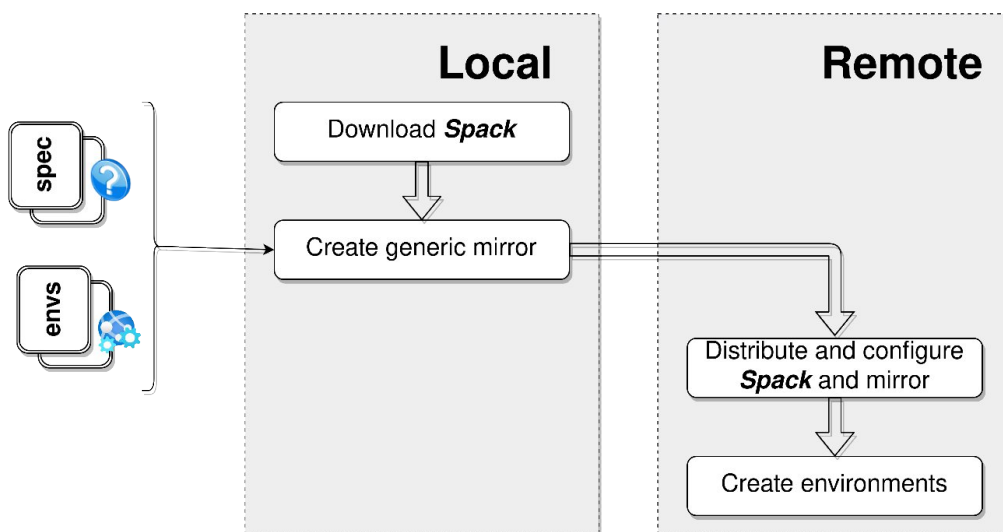 Local
Remote
Download Spack
spec
Create generic mirror
envs
Distribute and configure
Spack and mirror
Create environments